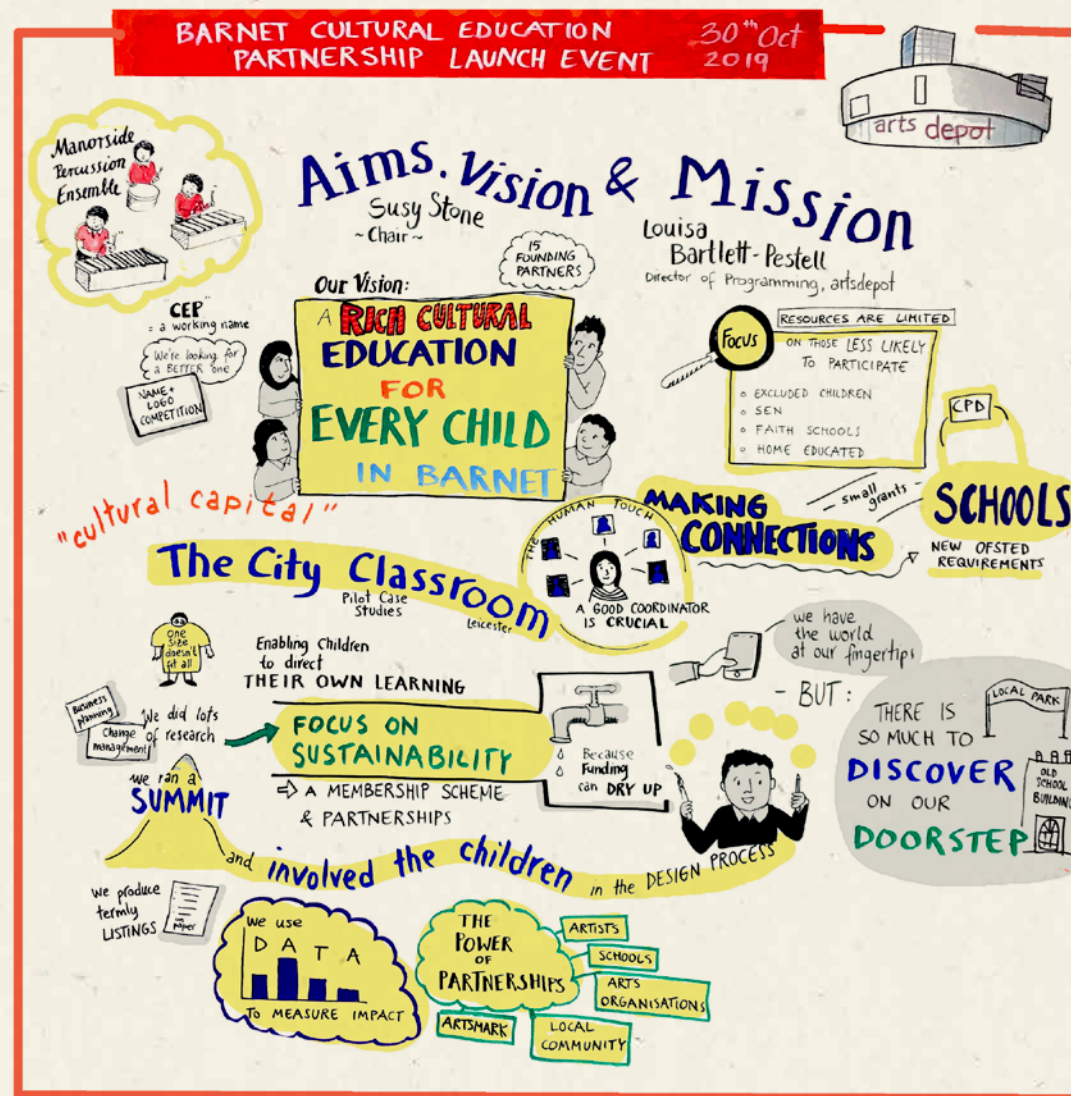 BARNET CULTURAL EDUCATION
PARTNERSHIP LAUNCH EVENT
30th Oct
2019
arts depot
Manorside
Percussion
Ensemble
Aims, Vision & Mission
Susy Stone
~Chair~
Louisa
Bartlett-Pestell
Director of Programming, artsdepot
15
FOUNDING
PARTNERS
"CEP"
= a working name
We're looking for
a BETTER one
NAME +
LOGO
COMPETITION
Our Vision:
A RICH CULTURAL
EDUCATION
FOR
EVERY CHILD
IN BARNET
RESOURCES ARE LIMITED
Focus
ON THOSE LESS LIKELY
TO PARTICIPATE
EXCLUDED CHILDREN
SEN
FAITH SCHOOLS
HOME EDUCATED
CPD
- small
grants -
SCHOOLS
NEW OFSTED
REQUIREMENTS
MAKING
CONNECTIONS
THE HUMAN TOUCH
A GOOD COORDINATOR
IS CRUCIAL
"cultural capital"
The City Classroom
Pilot Case
Studies
Leicester
One
Size
doesn't
fit all
Enabling Children
to direct
THEIR OWN LEARNING
Business
planning
Change
management
We did lots
of research
FOCUS ON
SUSTAINABILITY
⇨ A MEMBERSHIP SCHEME
& PARTNERSHIPS
Because
Funding
can DRY UP
we have
the world
at our fingertips
- BUT:
THERE IS
SO MUCH TO
DISCOVER
ON OUR
DOORSTEP
LOCAL PARK
OLD
SCHOOL
BUILDING
we ran a
SUMMIT
and involved the children in the DESIGN PROCESS
we produce
termly
LISTINGS
on
paper
We use
DATA
To MEASURE IMPACT
THE
POWER
OF
PARTNERSHIPS
ARTISTS
SCHOOLS
ARTS
ORGANISATIONS
LOCAL
COMMUNITY
ARTSMARK